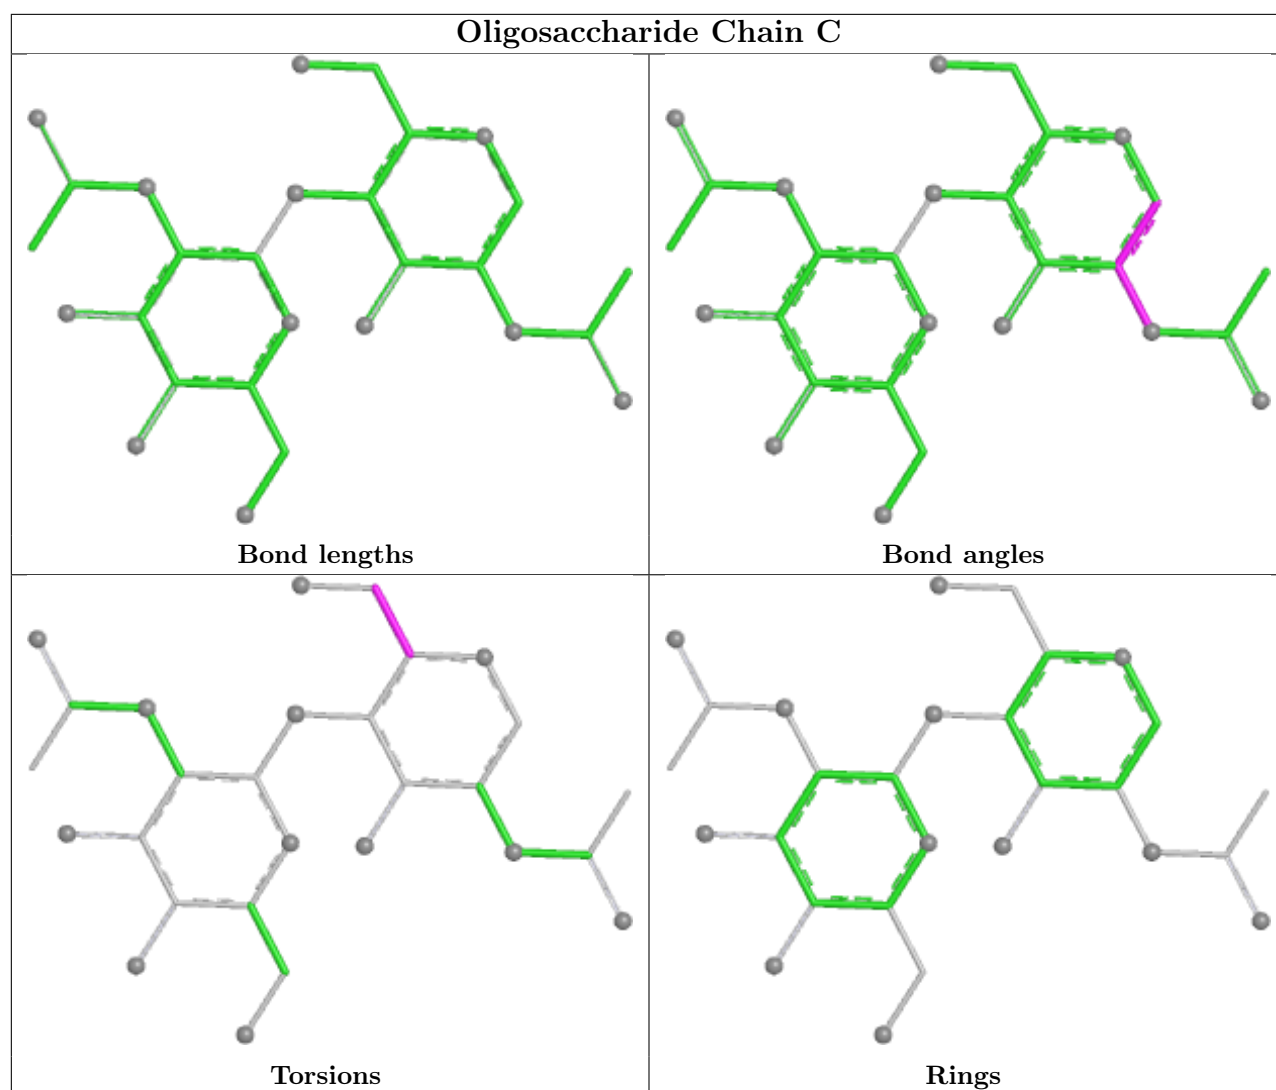 Oligosaccharide Chain C
Bond lengths
Bond angles
Torsions
Rings